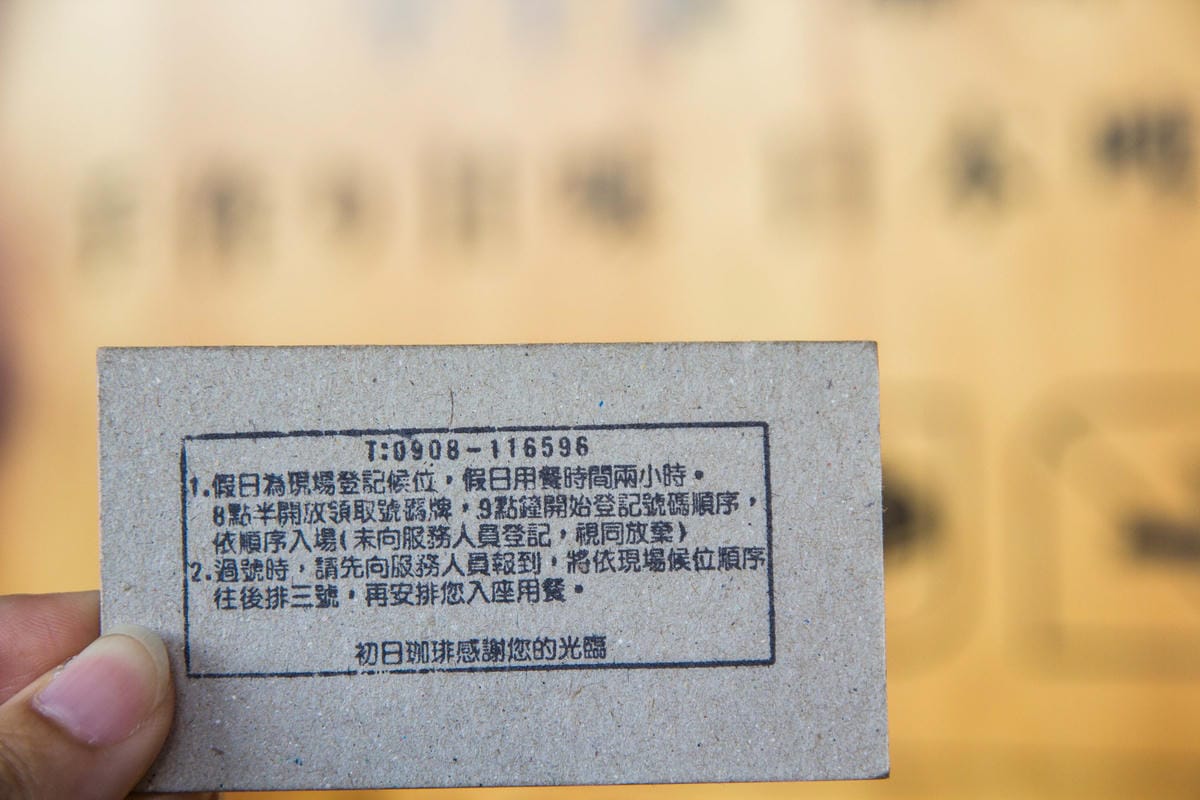 T:0908-116596
1.假日為現場登記候位，假日用餐時間兩小時。
8點半開放領取號碼牌，9點鐘開始登記號碼順序，
依順序入場(未向服務人員登記，視同放棄)
2.過號時，請先向服務人員報到，將依現場候位順序
往後排三號，再安排您入座用餐。
初日珈琲感謝您的光臨